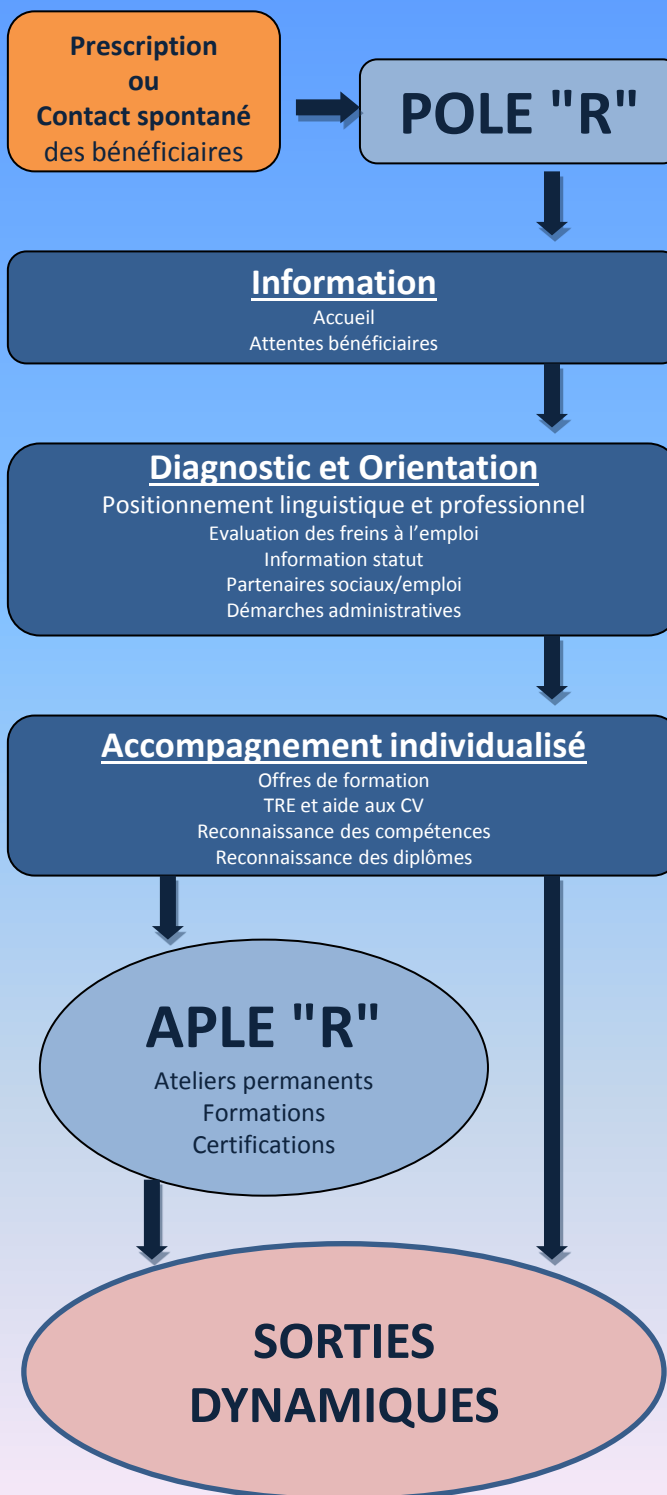 Prescription
ou
Contact spontané
des bénéficiaires
POLE "R"
Information
Accueil
Attentes bénéficiaires
Diagnostic et Orientation
Positionnement linguistique et professionnel
Evaluation des freins à l’emploi
Information statut
Partenaires sociaux/emploi
Démarches administratives
Accompagnement individualisé
Offres de formation
TRE et aide aux CV
Reconnaissance des compétences
Reconnaissance des diplômes
APLE "R"
Ateliers permanents
Formations
Certifications
SORTIES
DYNAMIQUES